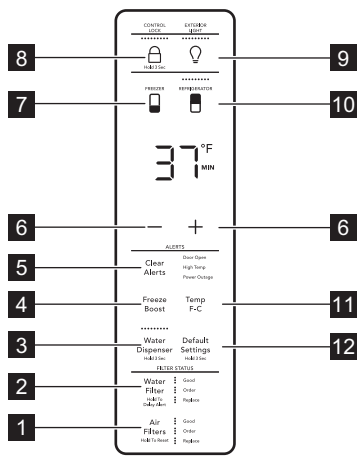 CONTROL LOCK
EXTERIOR LIGHT
8
Hold 3 Sec
9
7
FREEZER
REFRIGERATOR
10
37 °F
MIN
6
−
+
6
ALERTS
5
Clear Alerts
Door Open
High Temp
Power Outage
4
Freeze Boost
Temp F-C
11
3
Water Dispenser
Hold 3 Sec
Default Settings
Hold 3 Sec
12
FILTER STATUS
2
Water Filter
Hold To Delay Alert
Good
Order
Replace
1
Air Filters
Hold To Reset
Good
Order
Replace